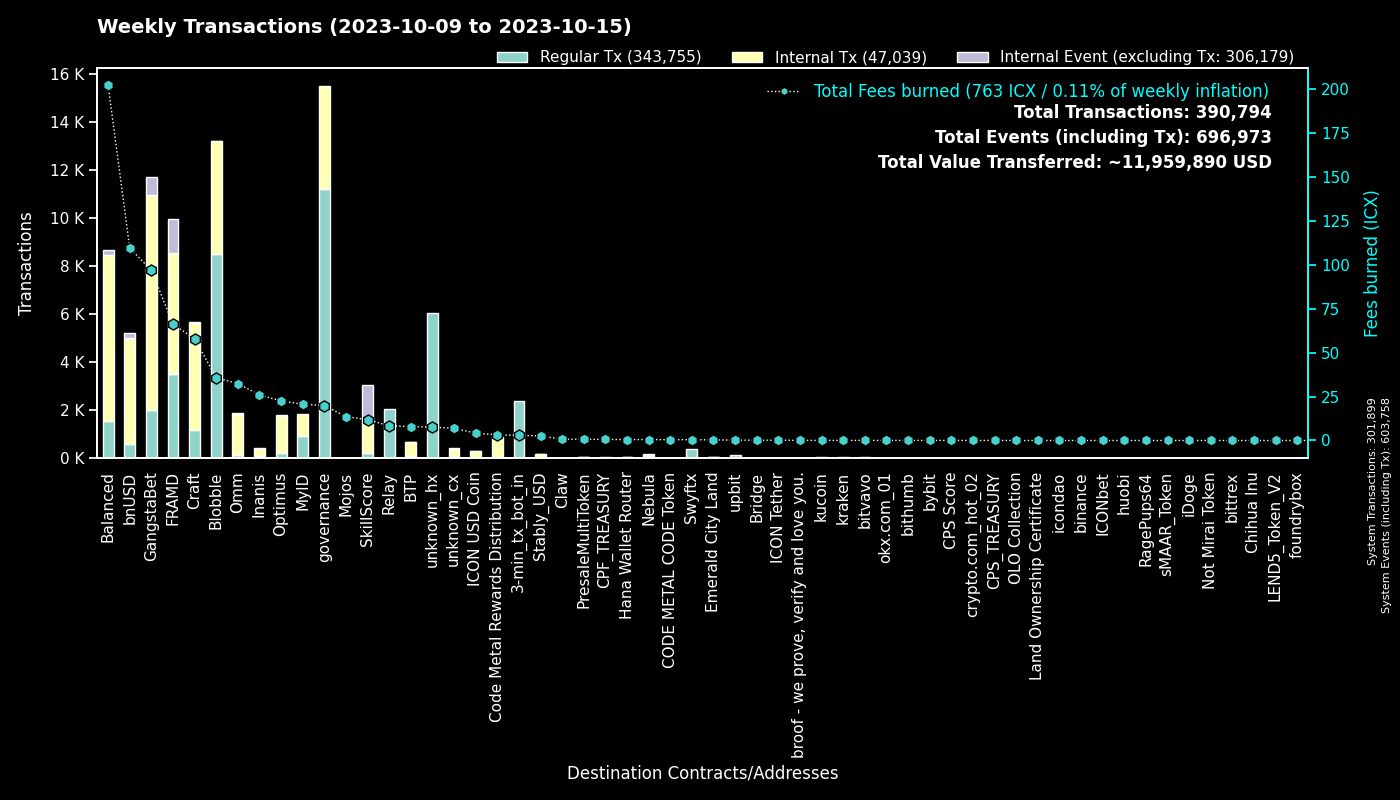 Weekly Transactions (2023-10-09 to 2023-10-15)
Regular Tx (343,755)
Internal Tx (47,039)
Internal Event (excluding Tx: 306,179)
Total Fees burned (763 ICX / 0.11% of weekly inflation)
Total Transactions: 390,794
Total Events (including Tx): 696,973
Total Value Transferred: ~11,959,890 USD
Transactions
16 K
14 K
12 K
10 K
8 K
6 K
4 K
2 K
0 K
200
175
150
125
100
75
50
25
0
Fees burned (ICX)
System Transactions: 301,899
System Events (including Tx): 603,758
Balanced
bnUSD
GangstaBet
FRAMD
Craft
Blobble
Omm
Inanis
Optimus
MyID
governance
Mojos
SkillScore
Relay
BTP
unknown_hx
unknown_cx
ICON USD Coin
Code Metal Rewards Distribution
3-min_tx_bot_in
Stably_USD
Claw
PresaleMultiToken
CPF_TREASURY
Hana Wallet Router
Nebula
CODE METAL CODE Token
Swyftx
Emerald City Land
upbit
Bridge
ICON Tether
broof - we prove, verify and love you.
kucoin
kraken
bitvavo
okx.com_01
bithumb
bybit
CPS Score
crypto.com_hot_02
CPS_TREASURY
OLO Collection
Land Ownership Certificate
icondao
binance
ICONbet
huobi
RagePups64
sMAAR_Token
iDoge
Not Mirai Token
bittrex
Chihua Inu
LEND5_Token_V2
foundrybox
Destination Contracts/Addresses